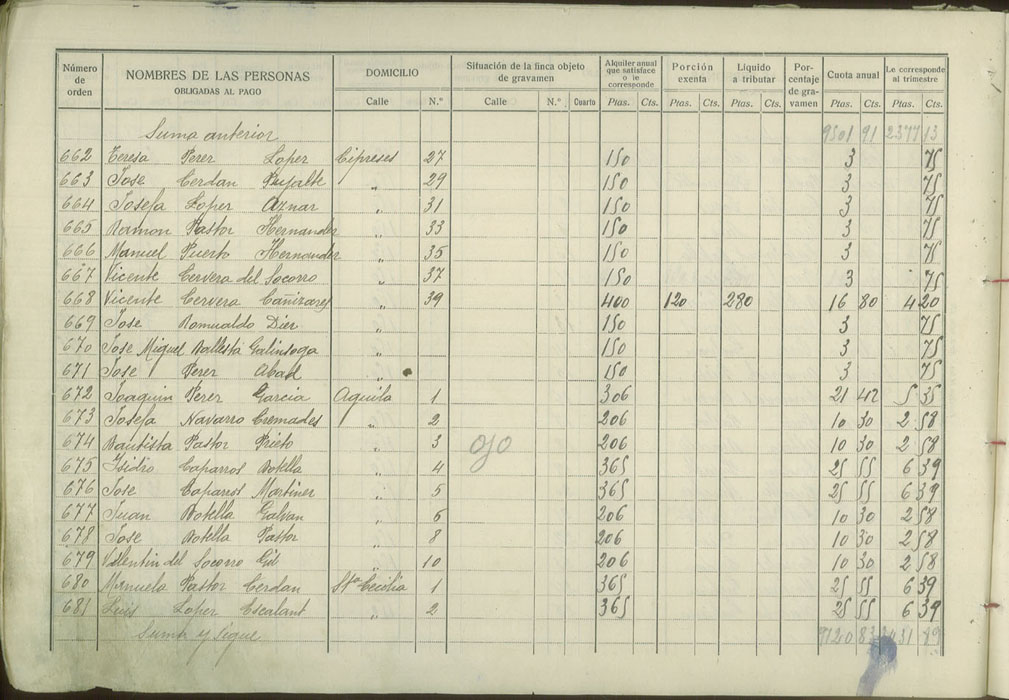 Número de orden | NOMBRES DE LAS PERSONAS OBLIGADAS AL PAGO | DOMICILIO | Situación de la finca objeto de gravamen | Alquiler anual que satisface o le corresponde | Porción exenta | Líquido a tributar | Porcentaje de gravamen | Cuota anual | Le corresponde al trimestre
Calle | N.º | Calle | N.º | Cuarto | Ptas. | Cts. | Ptas. | Cts. | Ptas. | Cts. | Ptas. | Cts. | Ptas. | Cts.
Suma anterior 91 2377 13
662 Teresa Perez Lopez Cipreses 27 150 3 75
663 Jose Cerdan 〃 29 150 3 75
664 Josefa Lopez Aznar 〃 31 150 3 75
665 Ramon Pastor Hernandez 〃 33 150 3 75
666 Manuel Puerto Hernandez 〃 35 150 3 75
667 Vicente Cervera del Socorro 〃 37 150 3 75
668 Vicente Cervera Cañizares 〃 39 400 120 280 16 80 4 20
669 Jose Romualdo Diez 〃 150 3 75
670 Jose Miguel Ballesta Galinsoga 〃 150 3 75
671 Jose Perez Abad 〃 150 3 75
672 Joaquin Perez Garcia Aguila 1 306 21 42 5 35
673 Josefa Navarro Cremades 〃 2 206 10 30 2 58
674 Bautista Pastor Prieto 〃 3 ojo 206 10 30 2 58
675 Isidro Caparros Botella 〃 4 365 25 55 6 39
676 Jose Caparros Martinez 〃 5 365 25 55 6 39
677 Juan Botella Galvan 〃 6 206 10 30 2 58
678 Jose Botella Pastor 〃 8 206 10 30 2 58
679 Valentin del Socorro Gil 〃 10 206 10 30 2 58
680 Manuela Pastor Cerdan Stª Cecilia 1 365 25 55 6 39
681 Luis Lopez Escalant 〃 2 365 25 55 6 39
Suma y sigue